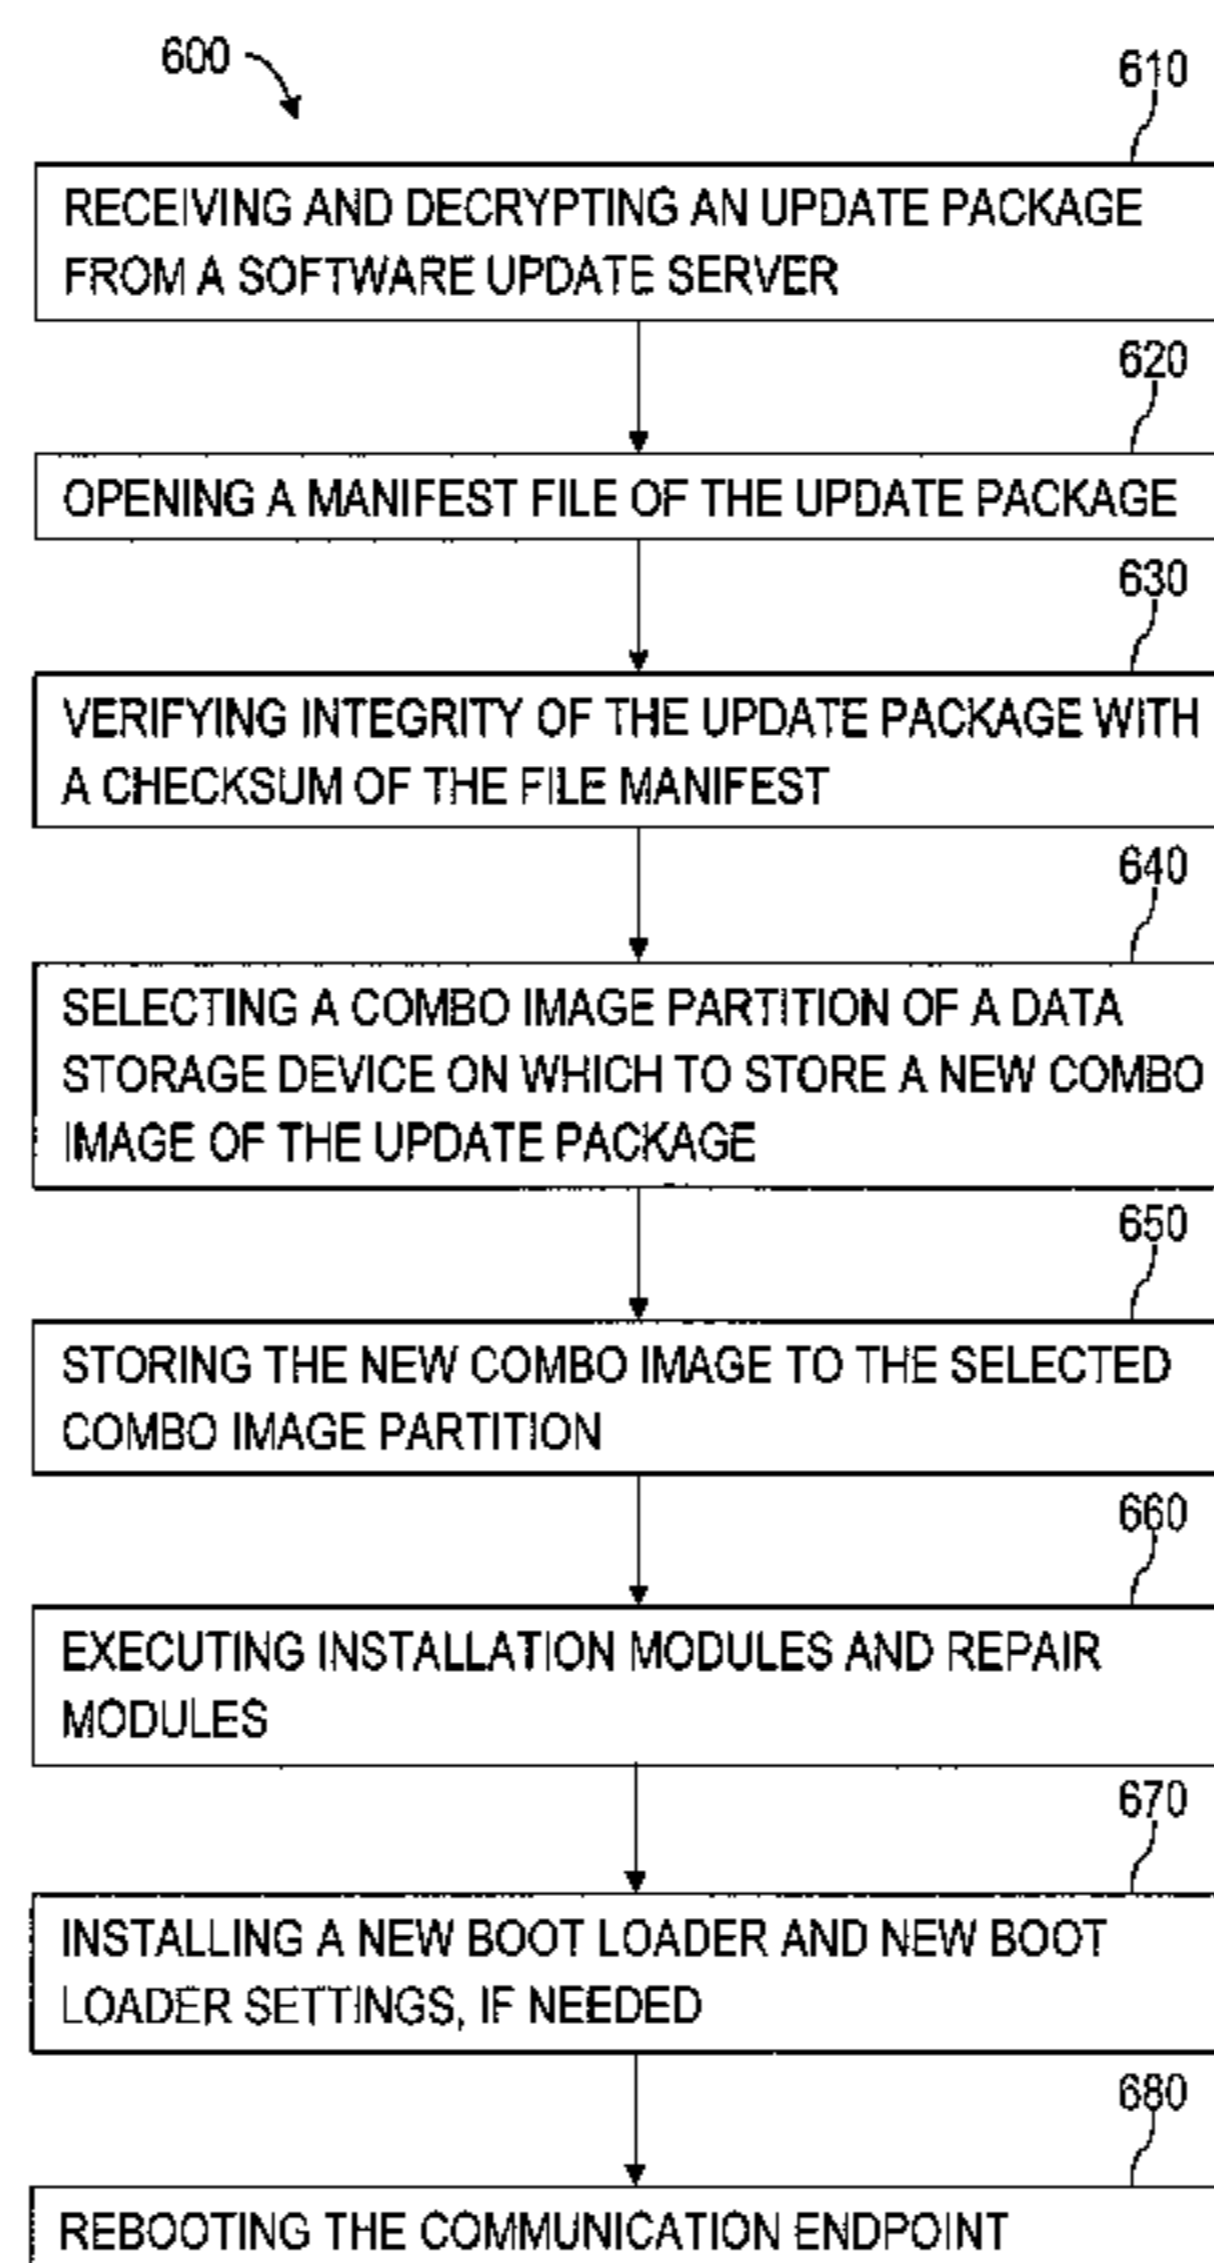 600
610
RECEIVING AND DECRYPTING AN UPDATE PACKAGE
FROM A SOFTWARE UPDATE SERVER
620
OPENING A MANIFEST FILE OF THE UPDATE PACKAGE
630
VERIFYING INTEGRITY OF THE UPDATE PACKAGE WITH
A CHECKSUM OF THE FILE MANIFEST
640
SELECTING A COMBO IMAGE PARTITION OF A DATA
STORAGE DEVICE ON WHICH TO STORE A NEW COMBO
IMAGE OF THE UPDATE PACKAGE
650
STORING THE NEW COMBO IMAGE TO THE SELECTED
COMBO IMAGE PARTITION
660
EXECUTING INSTALLATION MODULES AND REPAIR
MODULES
670
INSTALLING A NEW BOOT LOADER AND NEW BOOT
LOADER SETTINGS, IF NEEDED
680
REBOOTING THE COMMUNICATION ENDPOINT